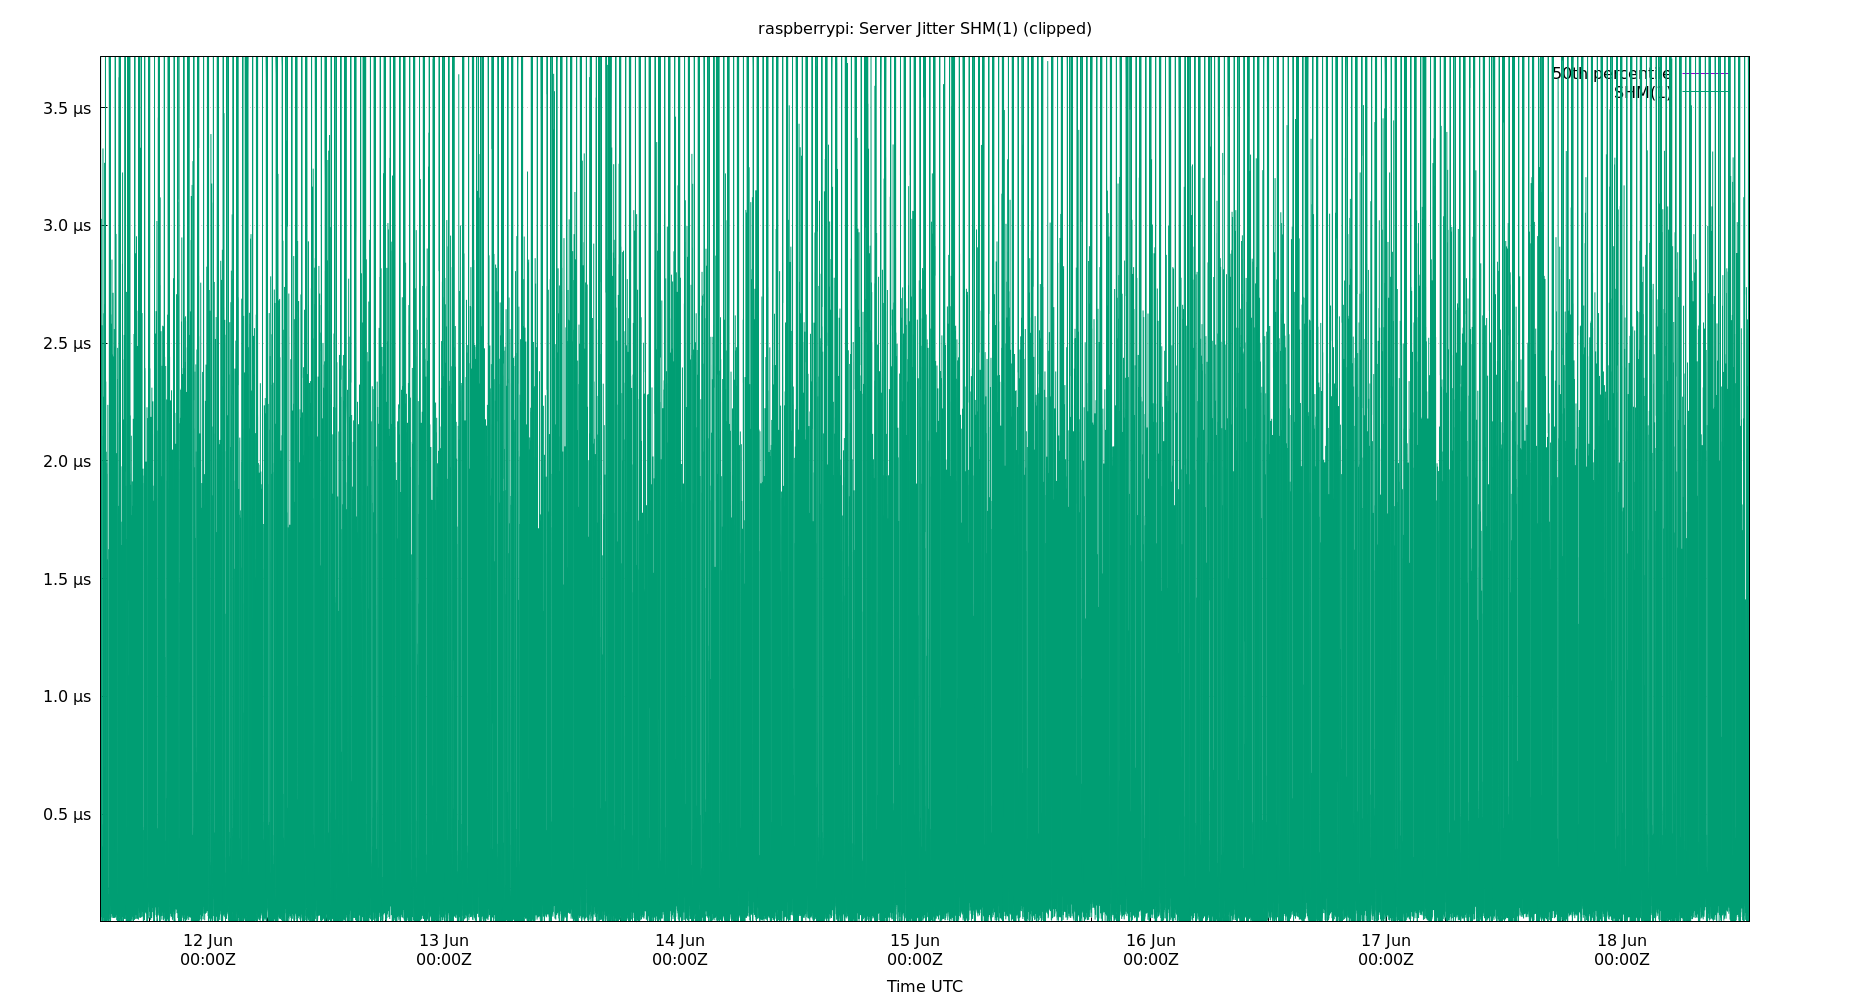 raspberrypi: Server Jitter SHM(1) (clipped)
50th percentile
SHM(1)
3.5 µs
3.0 µs
2.5 µs
2.0 µs
1.5 µs
1.0 µs
0.5 µs
12 Jun 13 Jun 14 Jun 15 Jun 16 Jun 17 Jun 18 Jun
00:00Z 00:00Z 00:00Z 00:00Z 00:00Z 00:00Z 00:00Z
Time UTC